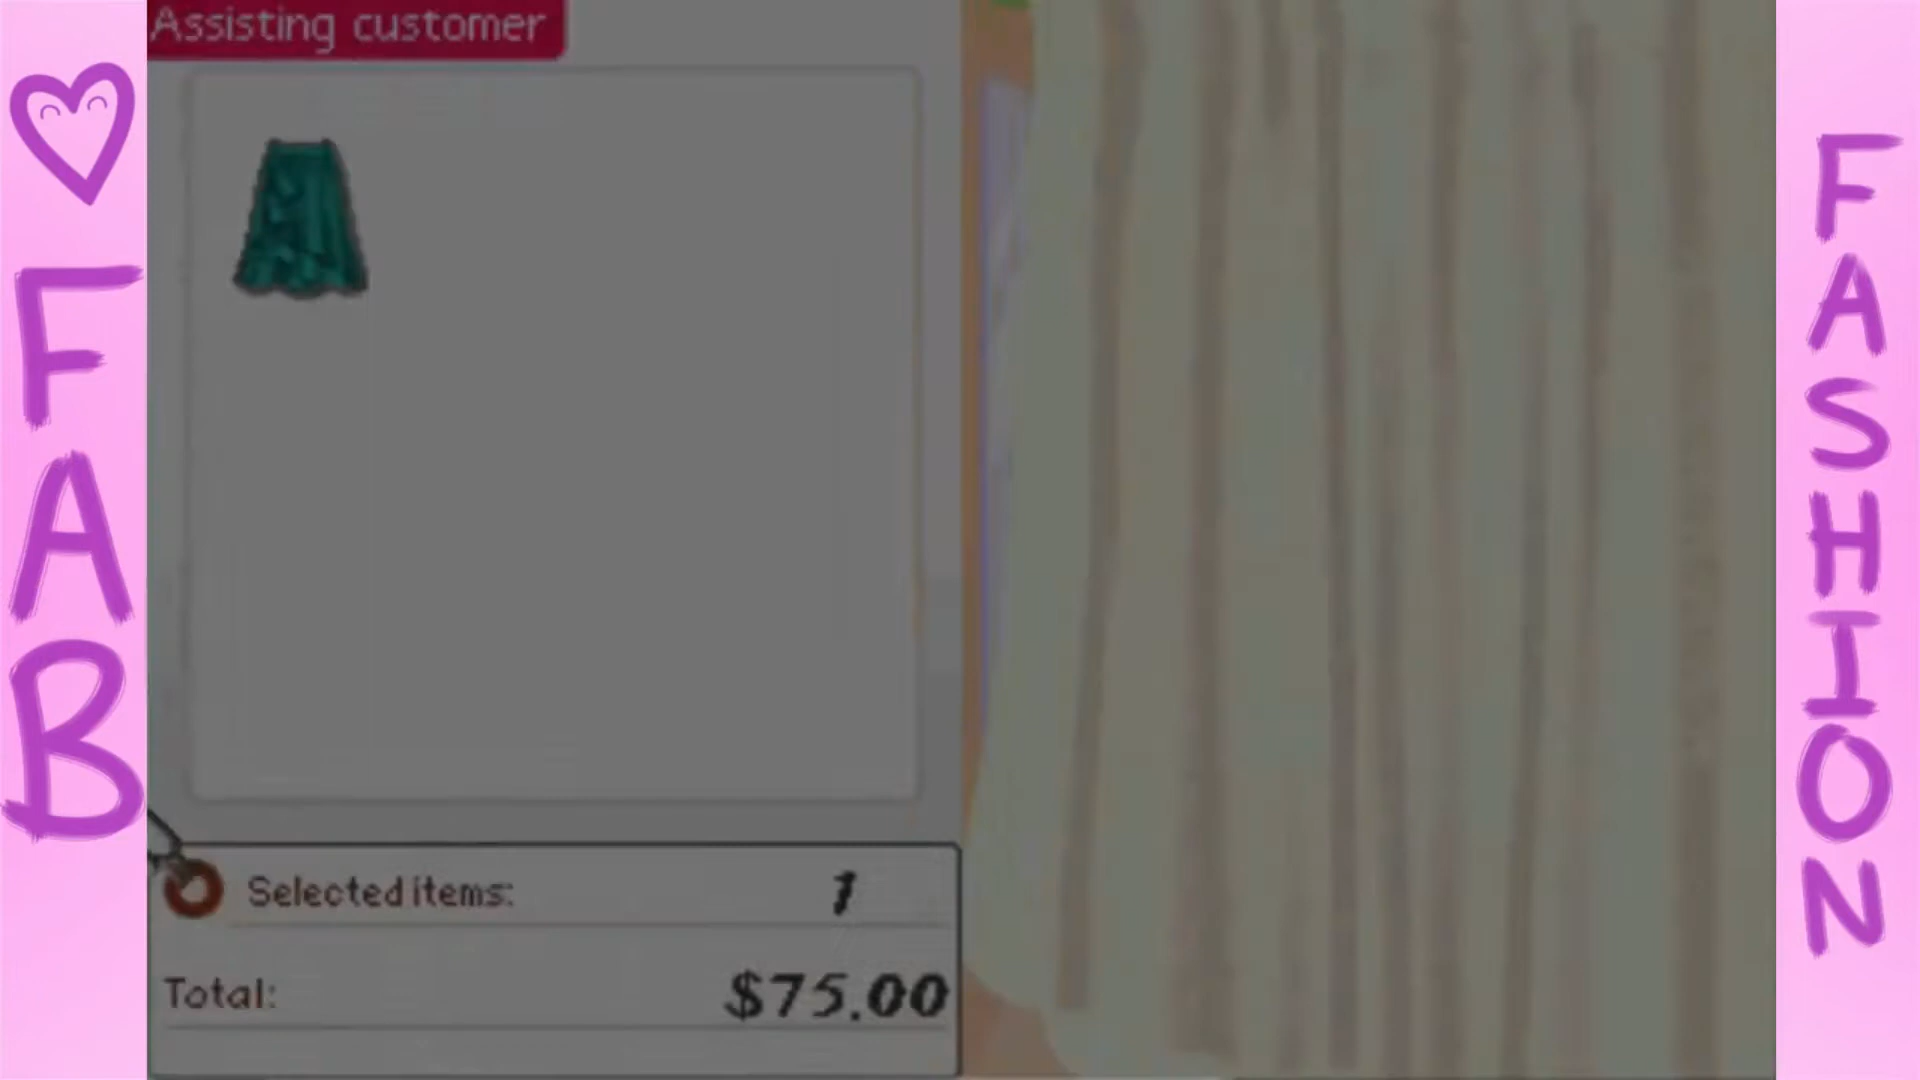 FAB
Assisting customer
Selected items: 1
Total: $75.00
FASHION